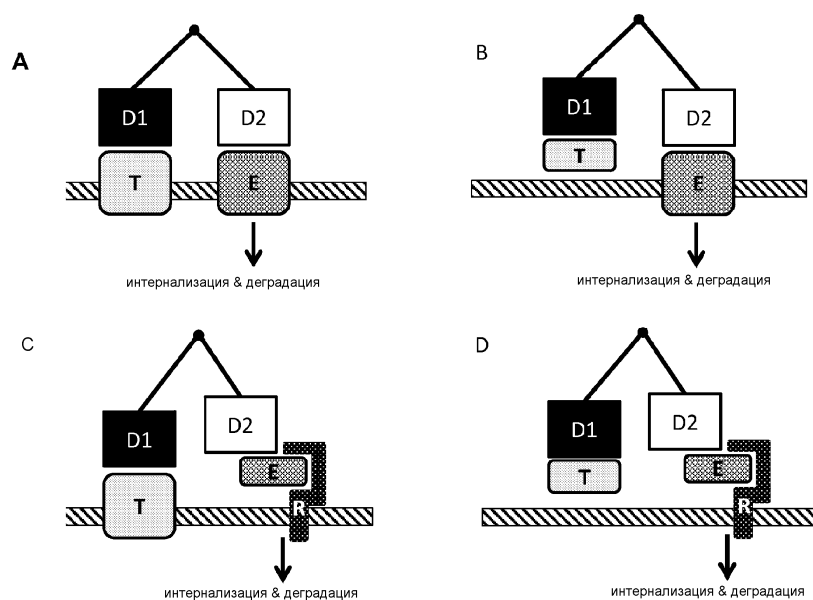 A
D1 D2
T E
интернализация & деградация
B
D1 D2
T E
интернализация & деградация
C
D1 D2
T E
R
интернализация & деградация
D
D1 D2
T E
R
интернализация & деградация